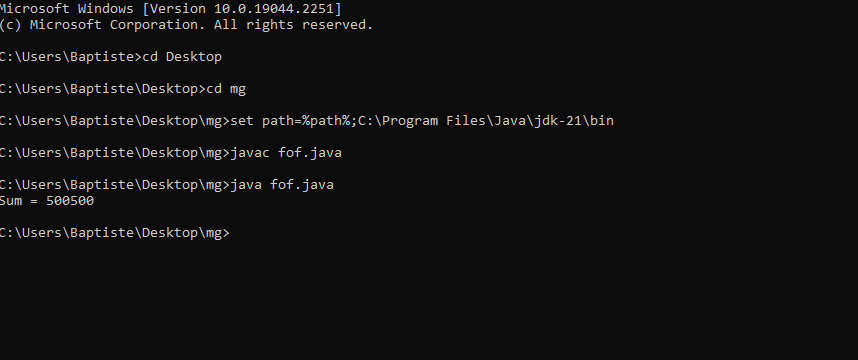 Microsoft Windows [Version 10.0.19044.2251]
(c) Microsoft Corporation. All rights reserved.
C:\Users\Baptiste>cd Desktop
C:\Users\Baptiste\Desktop>cd mg
C:\Users\Baptiste\Desktop\mg>set path=%path%;C:\Program Files\Java\jdk-21\bin
C:\Users\Baptiste\Desktop\mg>javac fof.java
C:\Users\Baptiste\Desktop\mg>java fof.java
Sum = 500500
C:\Users\Baptiste\Desktop\mg>